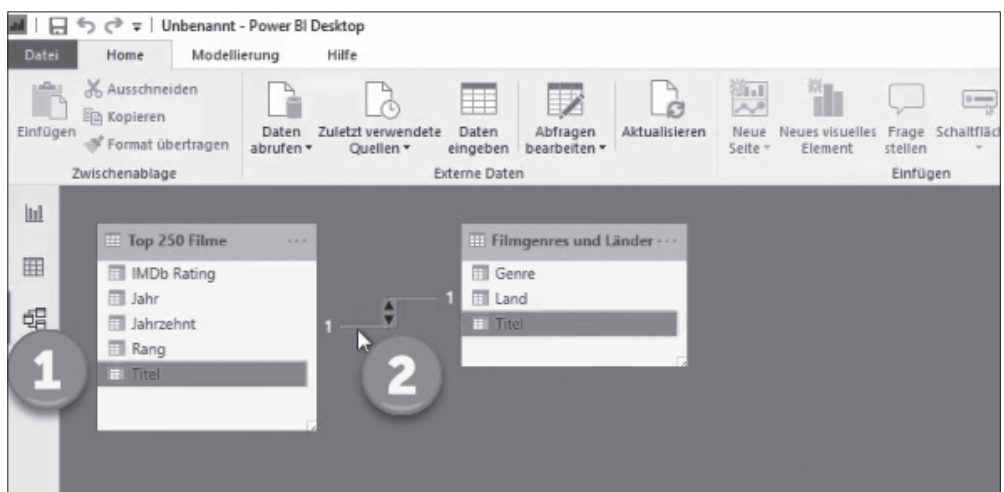 Unbenannt - Power BI Desktop
Datei Home Modellierung Hilfe
Einfügen
Ausschneiden
Kopieren
Format übertragen
Zwischenablage
Daten abrufen
Zuletzt verwendete Quellen
Daten eingeben
Abfragen bearbeiten
Aktualisieren
Externe Daten
Neue Seite
Neues visuelles Element
Frage stellen
Schaltfläc
Einfügen
Top 250 Filme
IMDb Rating
Jahr
Jahrzehnt
Rang
Titel
1
1
Filmgenres und Länder
Genre
Land
Titel
1
2